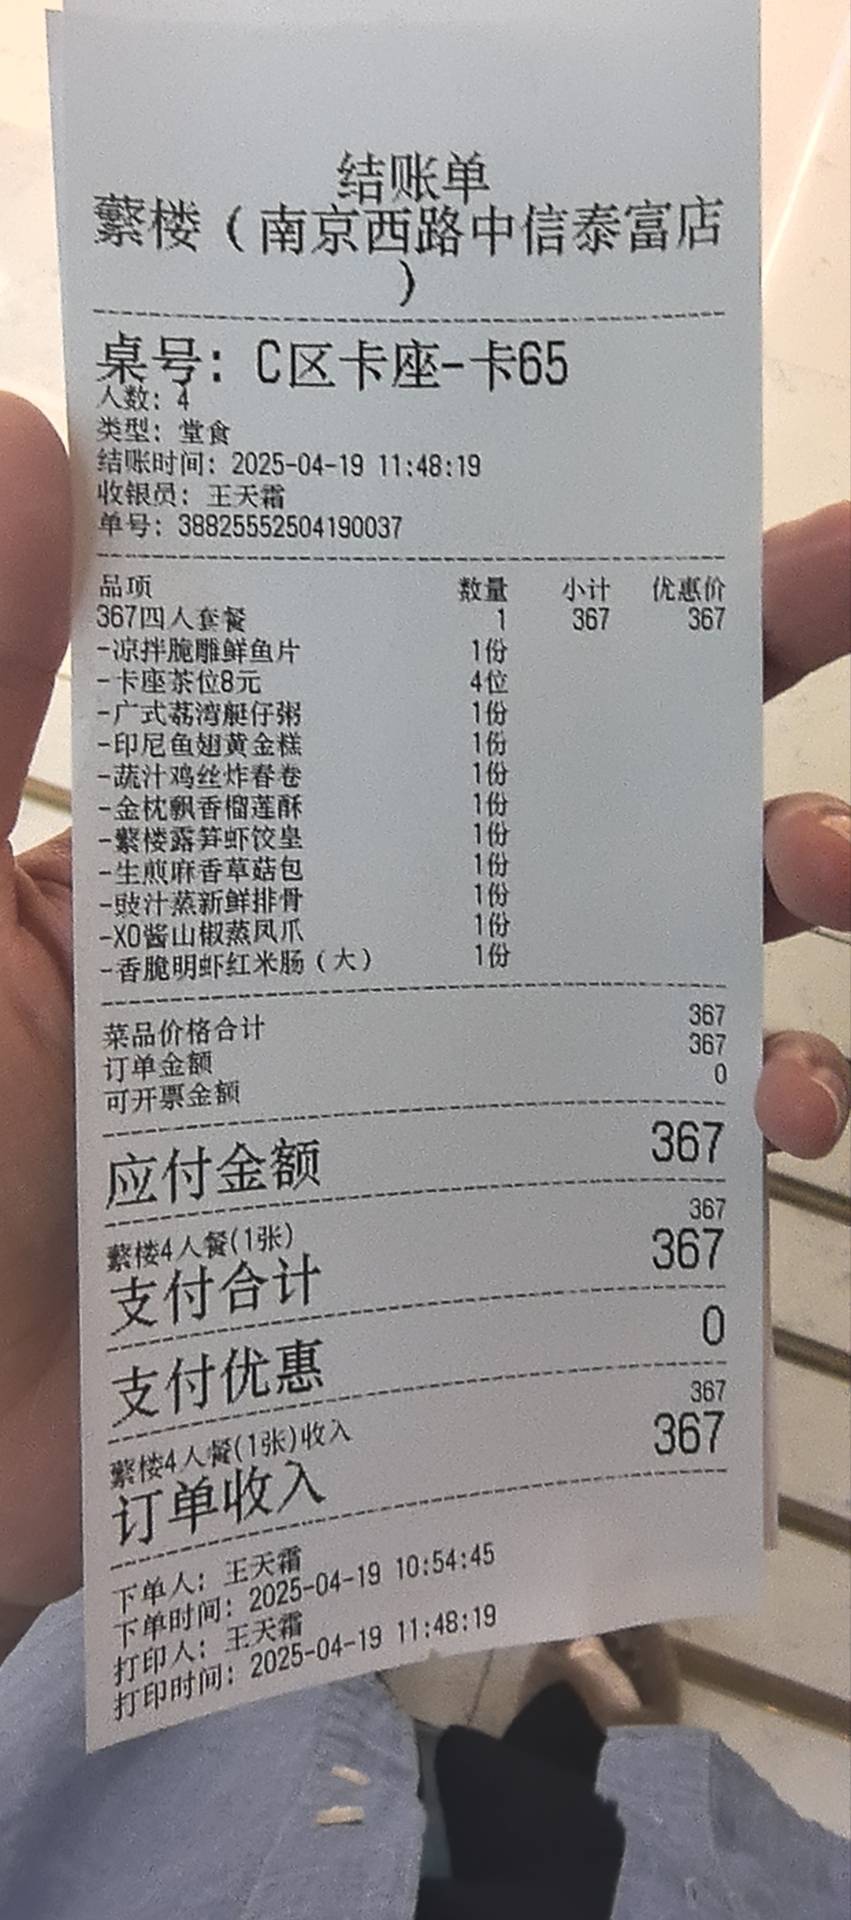 结账单
蘩楼（南京西路中信泰富店
）
桌号: C区卡座-卡65
人数: 4
类型: 堂食
结账时间: 2025-04-19 11:48:19
收银员: 王天霜
单号: 38825552504190037
品项 数量 小计 优惠价
367四人套餐 1 367 367
-凉拌脆雕鲜鱼片 1份
-卡座茶位8元 4位
-广式荔湾艇仔粥 1份
-印尼鱼翅黄金糕 1份
-蔬汁鸡丝炸春卷 1份
-金枕飘香榴莲酥 1份
-蘩楼露笋虾饺皇 1份
-生煎麻香草菇包 1份
-豉汁蒸新鲜排骨 1份
-XO酱山椒蒸凤爪 1份
-香脆明虾红米肠（大） 1份
菜品价格合计 367
订单金额 367
可开票金额 0
应付金额 367
蘩楼4人餐(1张) 367
支付合计 367
支付优惠 0
蘩楼4人餐(1张)收入 367
订单收入 367
下单人: 王天霜
下单时间: 2025-04-19 10:54:45
打印人: 王天霜
打印时间: 2025-04-19 11:48:19